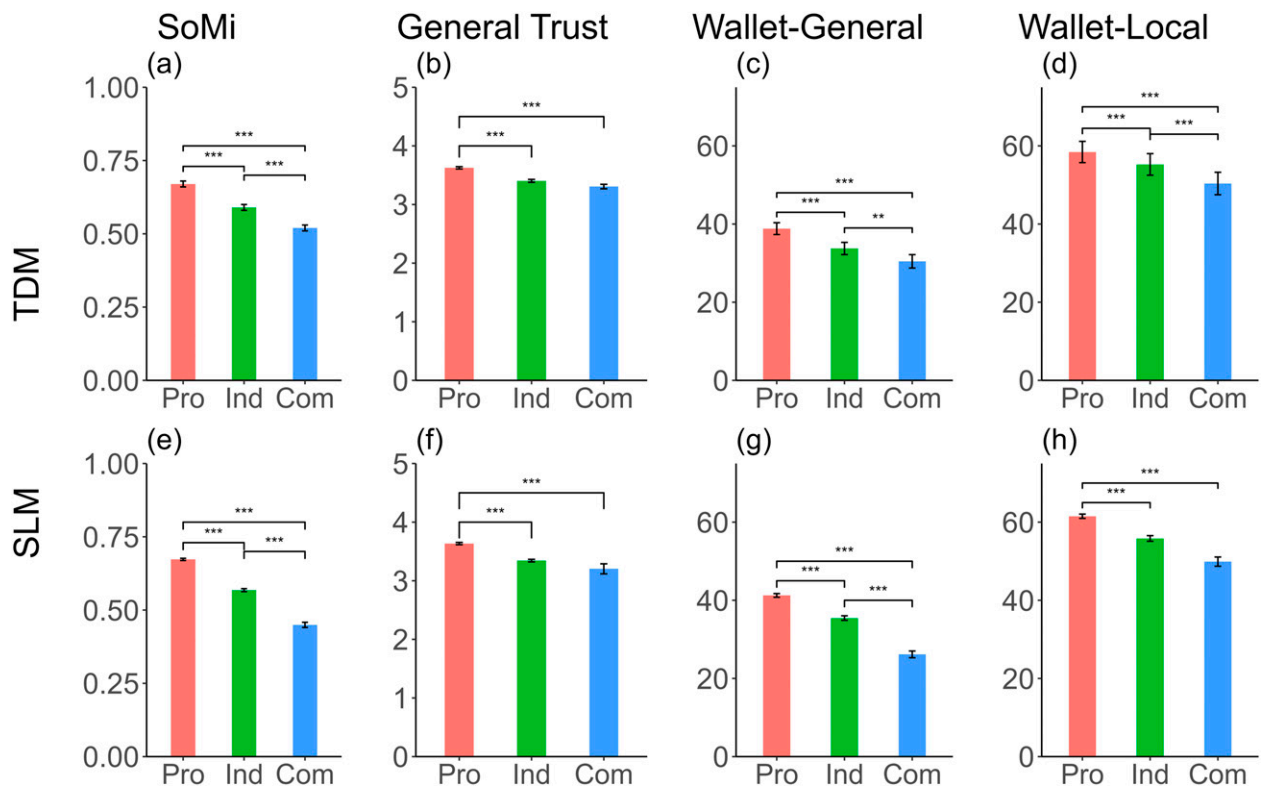 SoMi General Trust Wallet-General Wallet-Local
(a) (b) (c) (d)
TDM
1.00
0.75
0.50
0.25
0.00
*** *** ***
Pro Ind Com
5
4
3
2
1
0
*** ***
Pro Ind Com
60
40
20
0
*** *** **
Pro Ind Com
60
40
20
0
*** *** ***
Pro Ind Com
(e) (f) (g) (h)
SLM
1.00
0.75
0.50
0.25
0.00
*** *** ***
Pro Ind Com
5
4
3
2
1
0
*** ***
Pro Ind Com
60
40
20
0
*** *** ***
Pro Ind Com
60
40
20
0
*** ***
Pro Ind Com